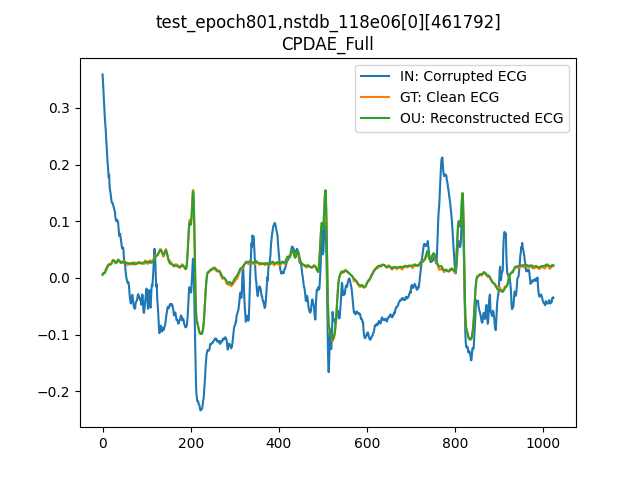 test_epoch801,nstdb_118e06[0][461792]
CPDAE_Full
IN: Corrupted ECG
GT: Clean ECG
OU: Reconstructed ECG
0.3
0.2
0.1
0.0
−0.1
−0.2
0 200 400 600 800 1000